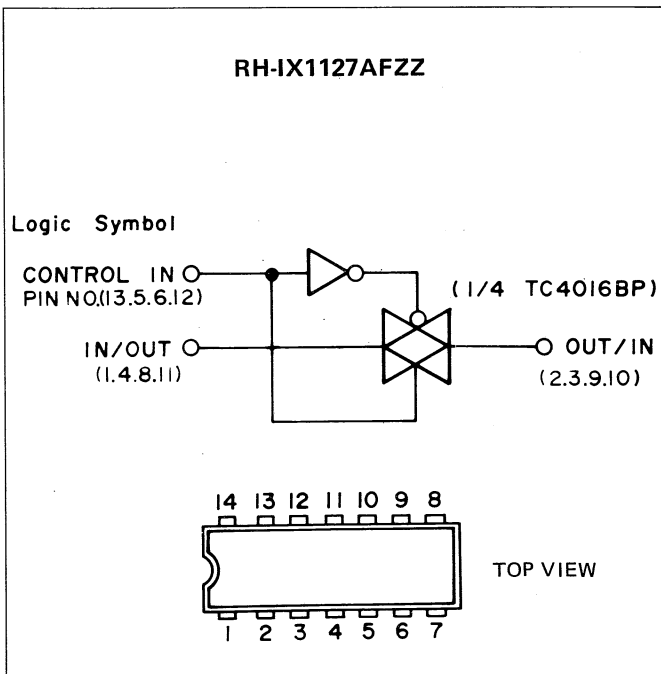 RH-IX1127AFZZ
Logic Symbol
CONTROL IN
PIN NO.(13.5.6.12)
(1/4 TC4016BP)
IN/OUT
(1.4.8.11)
OUT/IN
(2.3.9.10)
14 13 12 11 10 9 8
TOP VIEW
1 2 3 4 5 6 7